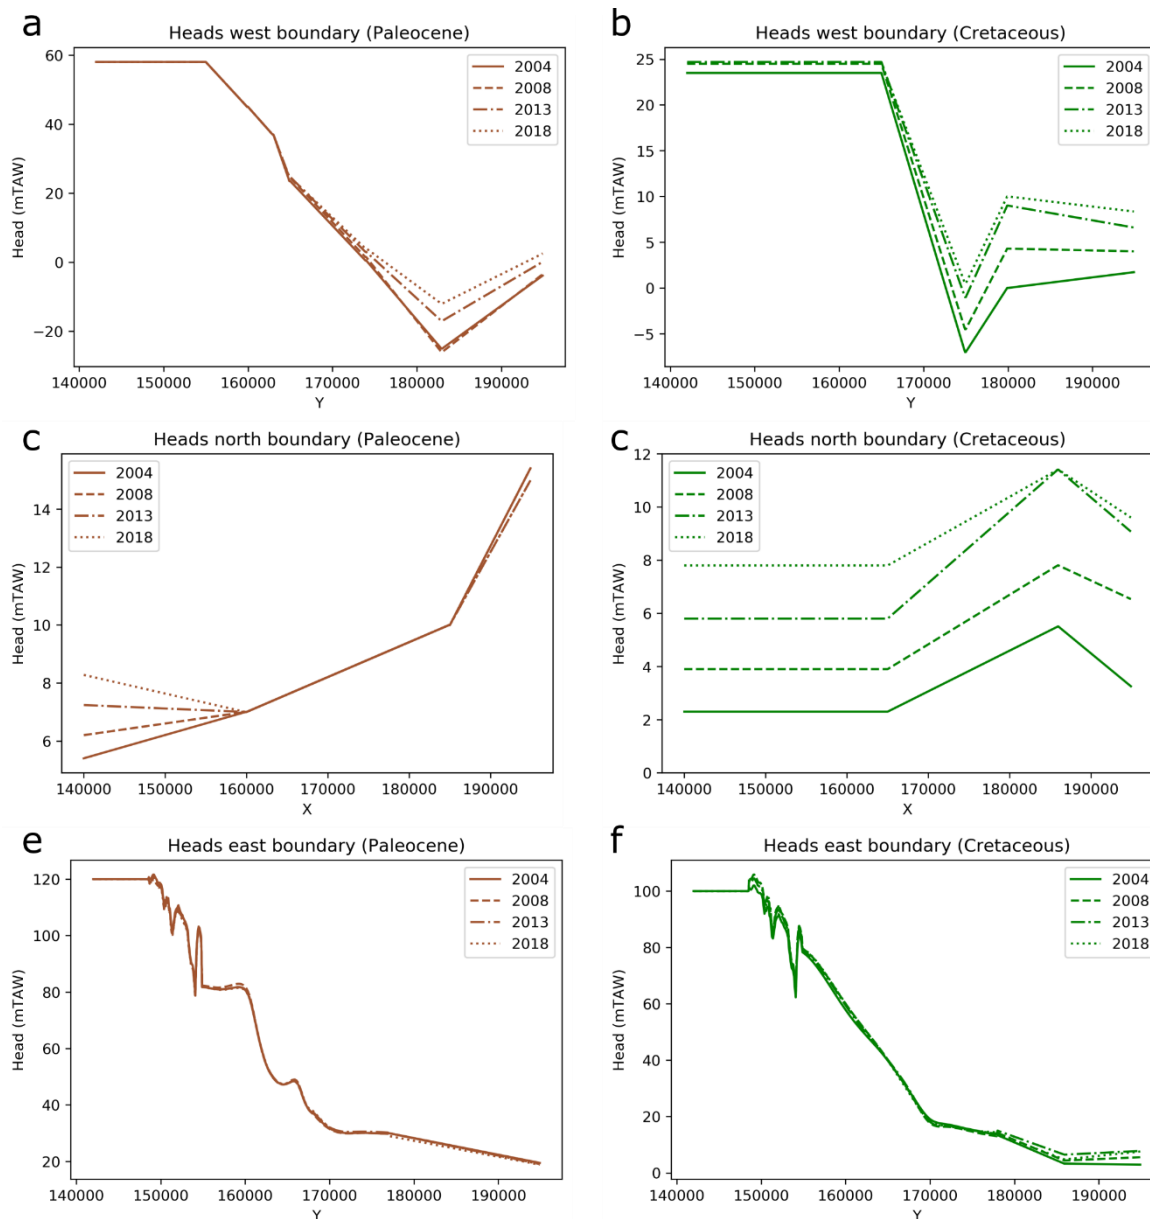 a
Heads west boundary (Paleocene)
60
40
20
0
−20
Head (mTAW)
140000 150000 160000 170000 180000 190000
Y
2004
2008
2013
2018
b
Heads west boundary (Cretaceous)
25
20
15
10
5
0
−5
Head (mTAW)
140000 150000 160000 170000 180000 190000
Y
2004
2008
2013
2018
c
Heads north boundary (Paleocene)
14
12
10
8
6
Head (mTAW)
140000 150000 160000 170000 180000 190000
X
2004
2008
2013
2018
c
Heads north boundary (Cretaceous)
12
10
8
6
4
2
0
Head (mTAW)
140000 150000 160000 170000 180000 190000
X
2004
2008
2013
2018
e
Heads east boundary (Paleocene)
120
100
80
60
40
20
Head (mTAW)
140000 150000 160000 170000 180000 190000
Y
2004
2008
2013
2018
f
Heads east boundary (Cretaceous)
100
80
60
40
20
0
Head (mTAW)
140000 150000 160000 170000 180000 190000
Y
2004
2008
2013
2018